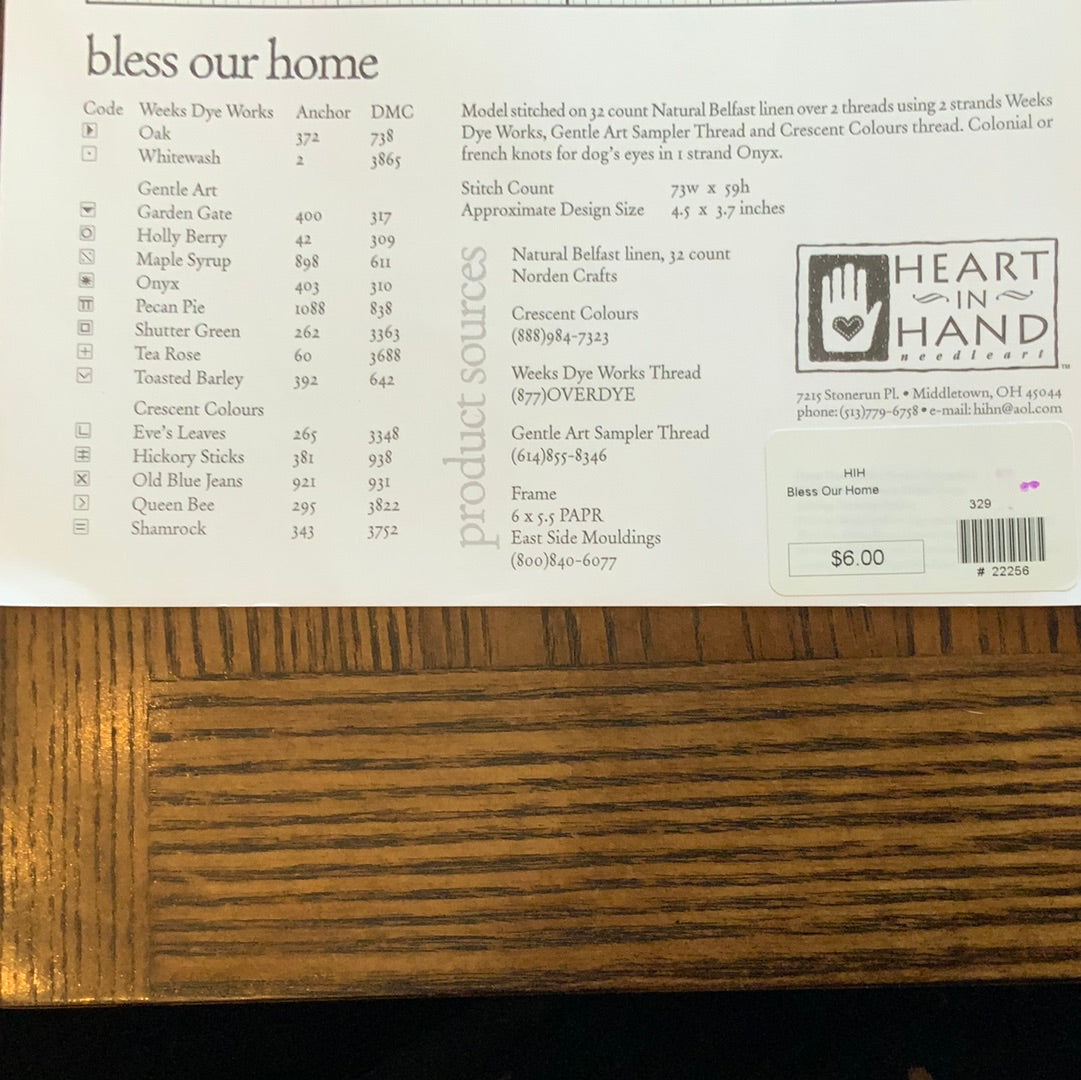 bless our home
Code Weeks Dye Works Anchor DMC
Oak 372 738
Whitewash 2 3865
Gentle Art
Garden Gate 400 317
Holly Berry 42 309
Maple Syrup 898 611
Onyx 403 310
Pecan Pie 1088 838
Shutter Green 262 3363
Tea Rose 60 3688
Toasted Barley 392 642
Crescent Colours
Eve's Leaves 265 3348
Hickory Sticks 381 938
Old Blue Jeans 921 931
Queen Bee 295 3822
Shamrock 343 3752
Model stitched on 32 count Natural Belfast linen over 2 threads using 2 strands Weeks
Dye Works, Gentle Art Sampler Thread and Crescent Colours thread. Colonial or
french knots for dog's eyes in 1 strand Onyx.
Stitch Count 73w x 59h
Approximate Design Size 4.5 x 3.7 inches
product sources
Natural Belfast linen, 32 count
Norden Crafts
Crescent Colours
(888)984-7323
Weeks Dye Works Thread
(877)OVERDYE
Gentle Art Sampler Thread
(614)855-8346
Frame
6 x 5.5 PAPR
East Side Mouldings
(800)840-6077
HEART
IN
HAND
needleart
TM
7215 Stonerun Pl. • Middletown, OH 45044
phone: (513)779-6758 • e-mail: hihn@aol.com
HIH
Bless Our Home
329
$6.00
# 22256